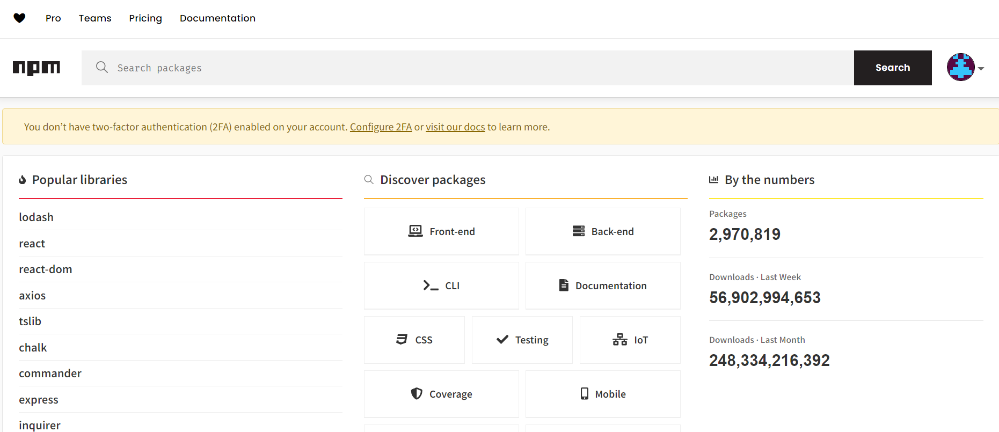 Pro Teams Pricing Documentation
npm
Search packages
Search
You don’t have two-factor authentication (2FA) enabled on your account. Configure 2FA or visit our docs to learn more.
Popular libraries
lodash
react
react-dom
axios
tslib
chalk
commander
express
inquirer
Discover packages
Front-end
Back-end
CLI
Documentation
CSS
Testing
IoT
Coverage
Mobile
By the numbers
Packages
2,970,819
Downloads · Last Week
56,902,994,653
Downloads · Last Month
248,334,216,392